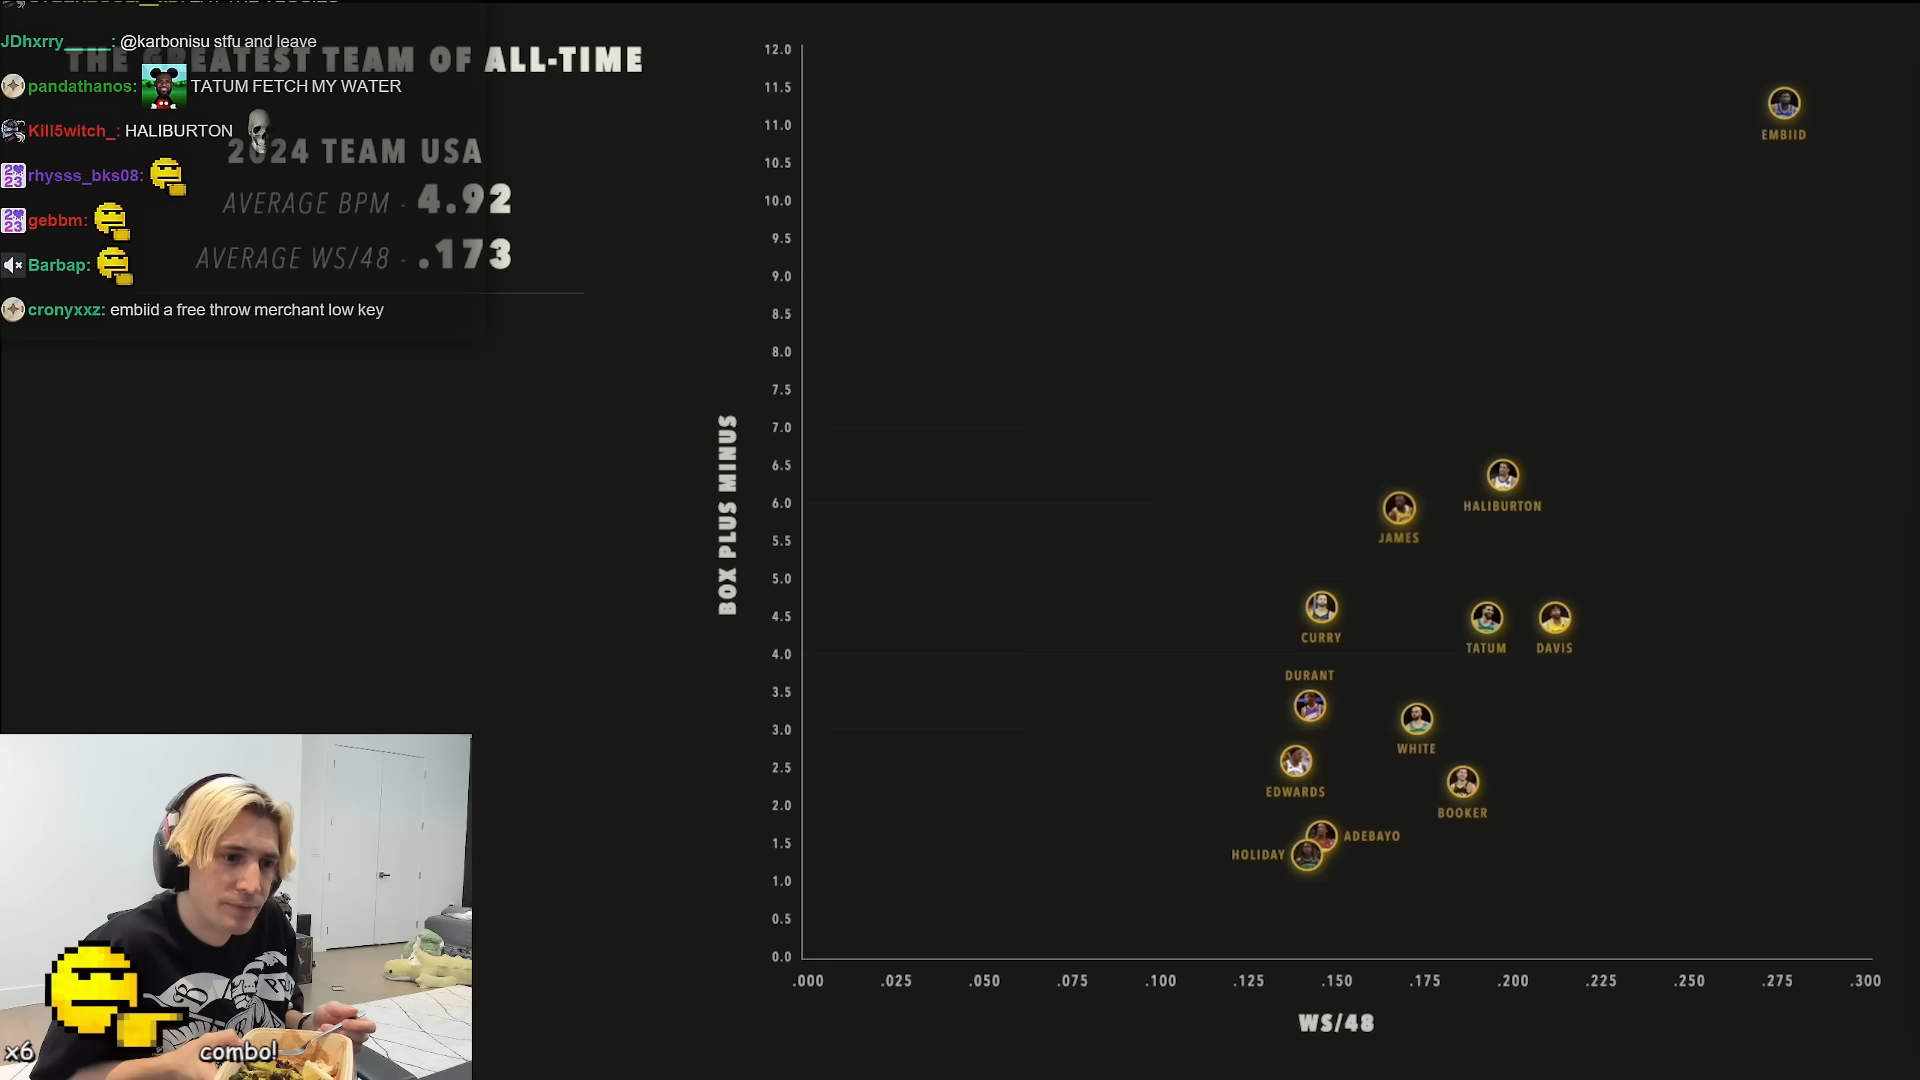 JDhxrry_____: @karbonisu stfu and leave
THE GREATEST TEAM OF ALL-TIME
pandathanos: TATUM FETCH MY WATER
Kill5witch_: HALIBURTON
2024 TEAM USA
rhysss_bks08:
AVERAGE BPM - 4.92
gebbm:
AVERAGE WS/48 - .173
Barbap:
cronyxxz: embiid a free throw merchant low key
x6 combo!
BOX PLUS MINUS
12.0
11.5
11.0
10.5
10.0
9.5
9.0
8.5
8.0
7.5
7.0
6.5
6.0
5.5
5.0
4.5
4.0
3.5
3.0
2.5
2.0
1.5
1.0
0.5
0.0
EMBIID
HALIBURTON
JAMES
CURRY
TATUM
DAVIS
DURANT
WHITE
EDWARDS
BOOKER
ADEBAYO
HOLIDAY
.000 .025 .050 .075 .100 .125 .150 .175 .200 .225 .250 .275 .300
WS/48